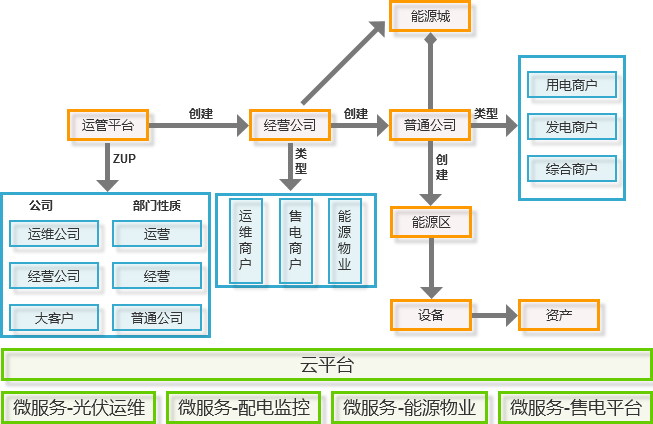 能源城
运管平台
创建
经营公司
创建
普通公司
类型
用电商户
发电商户
综合商户
ZUP
类型
创建
公司
部门性质
运维公司
运营
经营公司
经营
大客户
普通公司
运维商户
售电商户
能源物业
能源区
设备
资产
云平台
微服务-光伏运维
微服务-配电监控
微服务-能源物业
微服务-售电平台